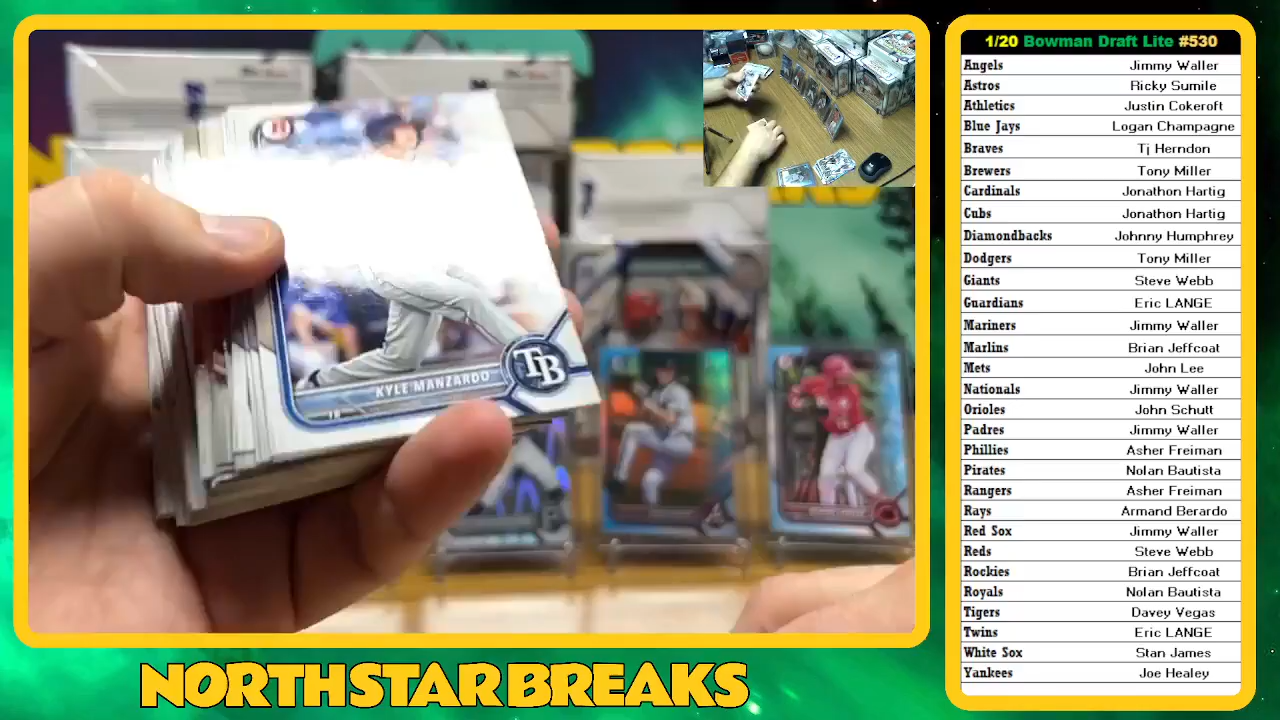 1/20 Bowman Draft Lite #530
Angels Jimmy Waller
Astros Ricky Sumile
Athletics Justin Cokeroft
Blue Jays Logan Champagne
Braves Tj Herndon
Brewers Tony Miller
Cardinals Jonathon Hartig
Cubs Jonathon Hartig
Diamondbacks Johnny Humphrey
Dodgers Tony Miller
Giants Steve Webb
Guardians Eric LANGE
Mariners Jimmy Waller
Marlins Brian Jeffcoat
Mets John Lee
Nationals Jimmy Waller
Orioles John Schutt
Padres Jimmy Waller
Phillies Asher Freiman
Pirates Nolan Bautista
Rangers Asher Freiman
Rays Armand Berardo
Red Sox Jimmy Waller
Reds Steve Webb
Rockies Brian Jeffcoat
Royals Nolan Bautista
Tigers Davey Vegas
Twins Eric LANGE
White Sox Stan James
Yankees Joe Healey
TB
KYLE MANZARDO
1B
NORTHSTAR BREAKS